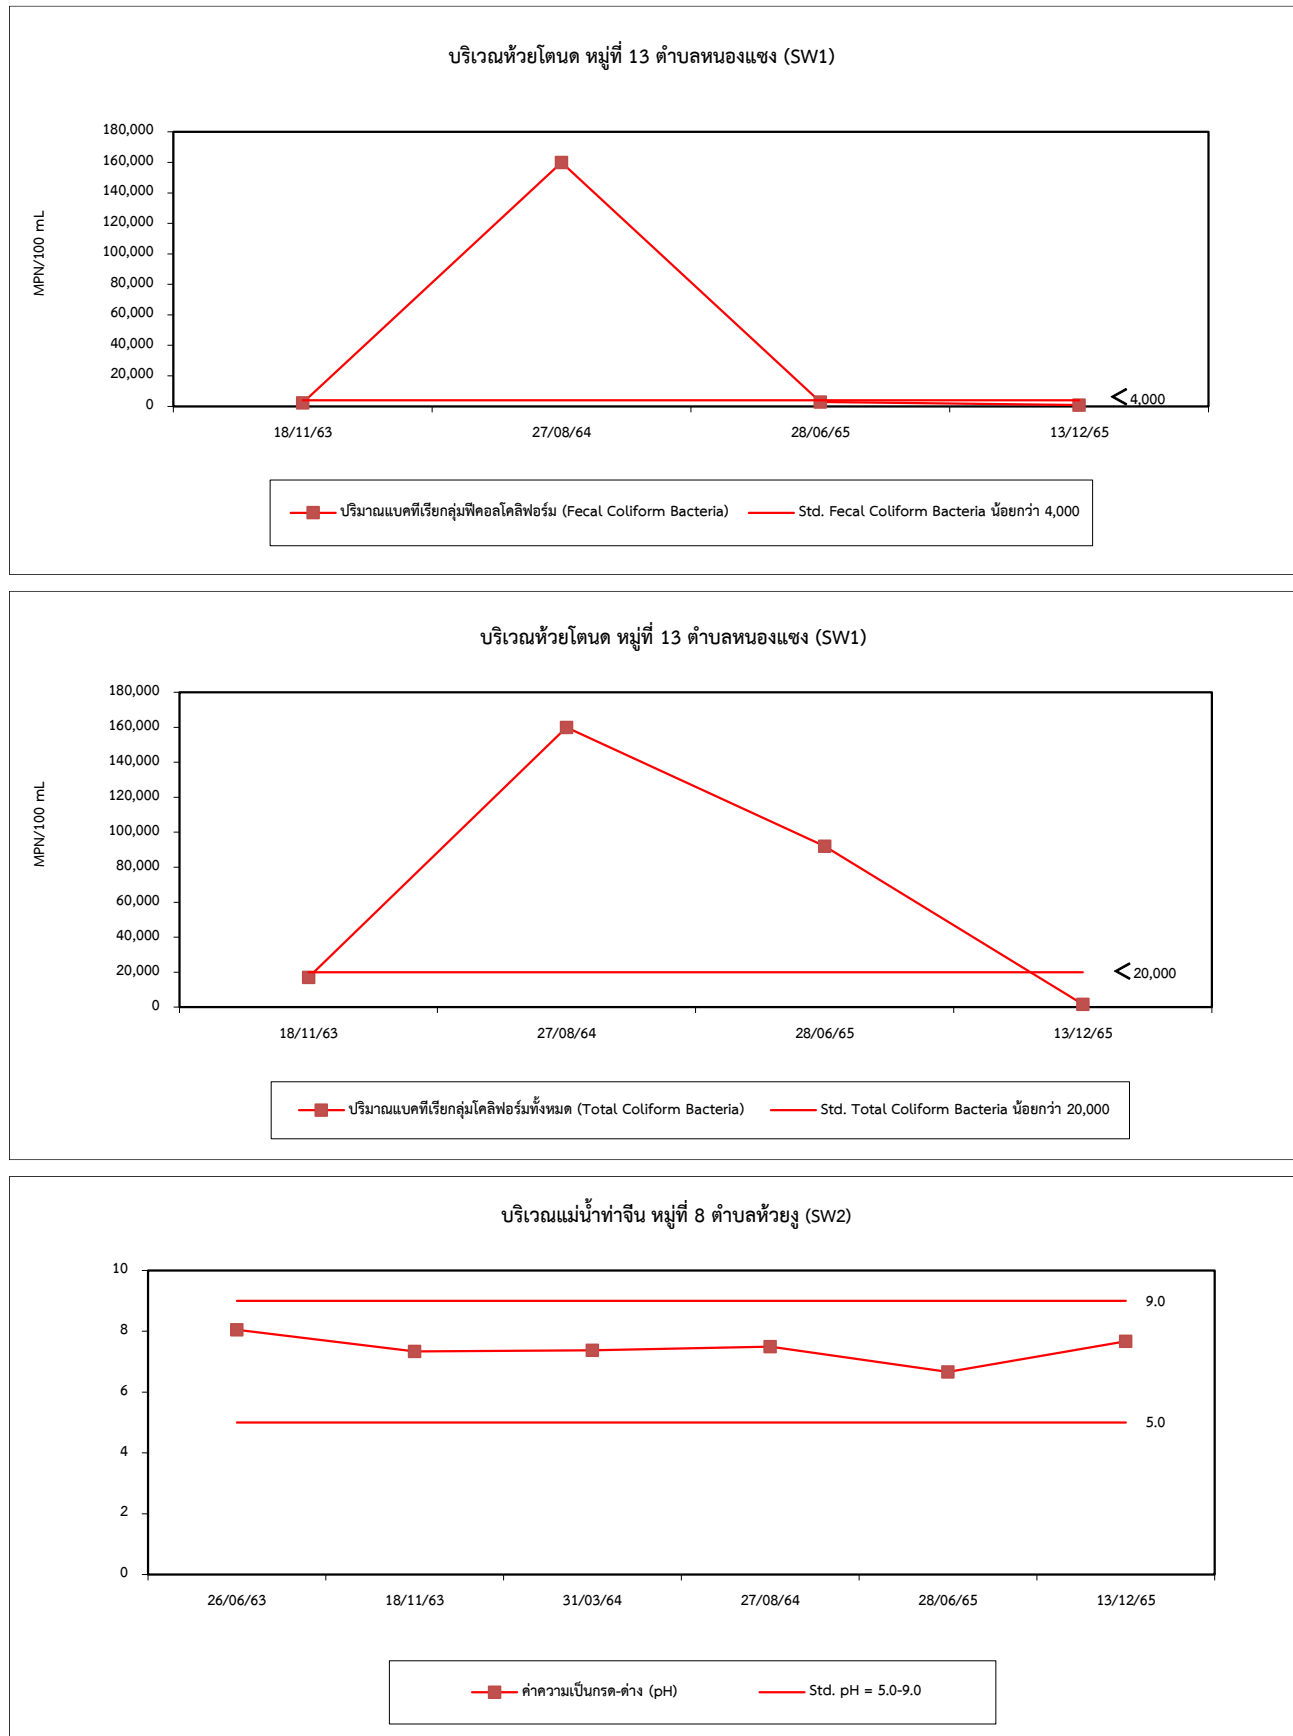 บริเวณห้วยโตนด หมู่ที่ 13 ตำบลหนองแซง (SW1)
180,000
160,000
140,000
120,000
100,000
80,000
60,000
40,000
20,000
0
MPN/100 mL
< 4,000
18/11/63 27/08/64 28/06/65 13/12/65
ปริมาณแบคทีเรียกลุ่มฟีคอลโคลิฟอร์ม (Fecal Coliform Bacteria) Std. Fecal Coliform Bacteria น้อยกว่า 4,000
บริเวณห้วยโตนด หมู่ที่ 13 ตำบลหนองแซง (SW1)
180,000
160,000
140,000
120,000
100,000
80,000
60,000
40,000
20,000
0
MPN/100 mL
< 20,000
18/11/63 27/08/64 28/06/65 13/12/65
ปริมาณแบคทีเรียกลุ่มโคลิฟอร์มทั้งหมด (Total Coliform Bacteria) Std. Total Coliform Bacteria น้อยกว่า 20,000
บริเวณแม่น้ำท่าจีน หมู่ที่ 8 ตำบลห้วยงู (SW2)
10
8
6
4
2
0
9.0
5.0
26/06/63 18/11/63 31/03/64 27/08/64 28/06/65 13/12/65
ค่าความเป็นกรด-ด่าง (pH) Std. pH = 5.0-9.0